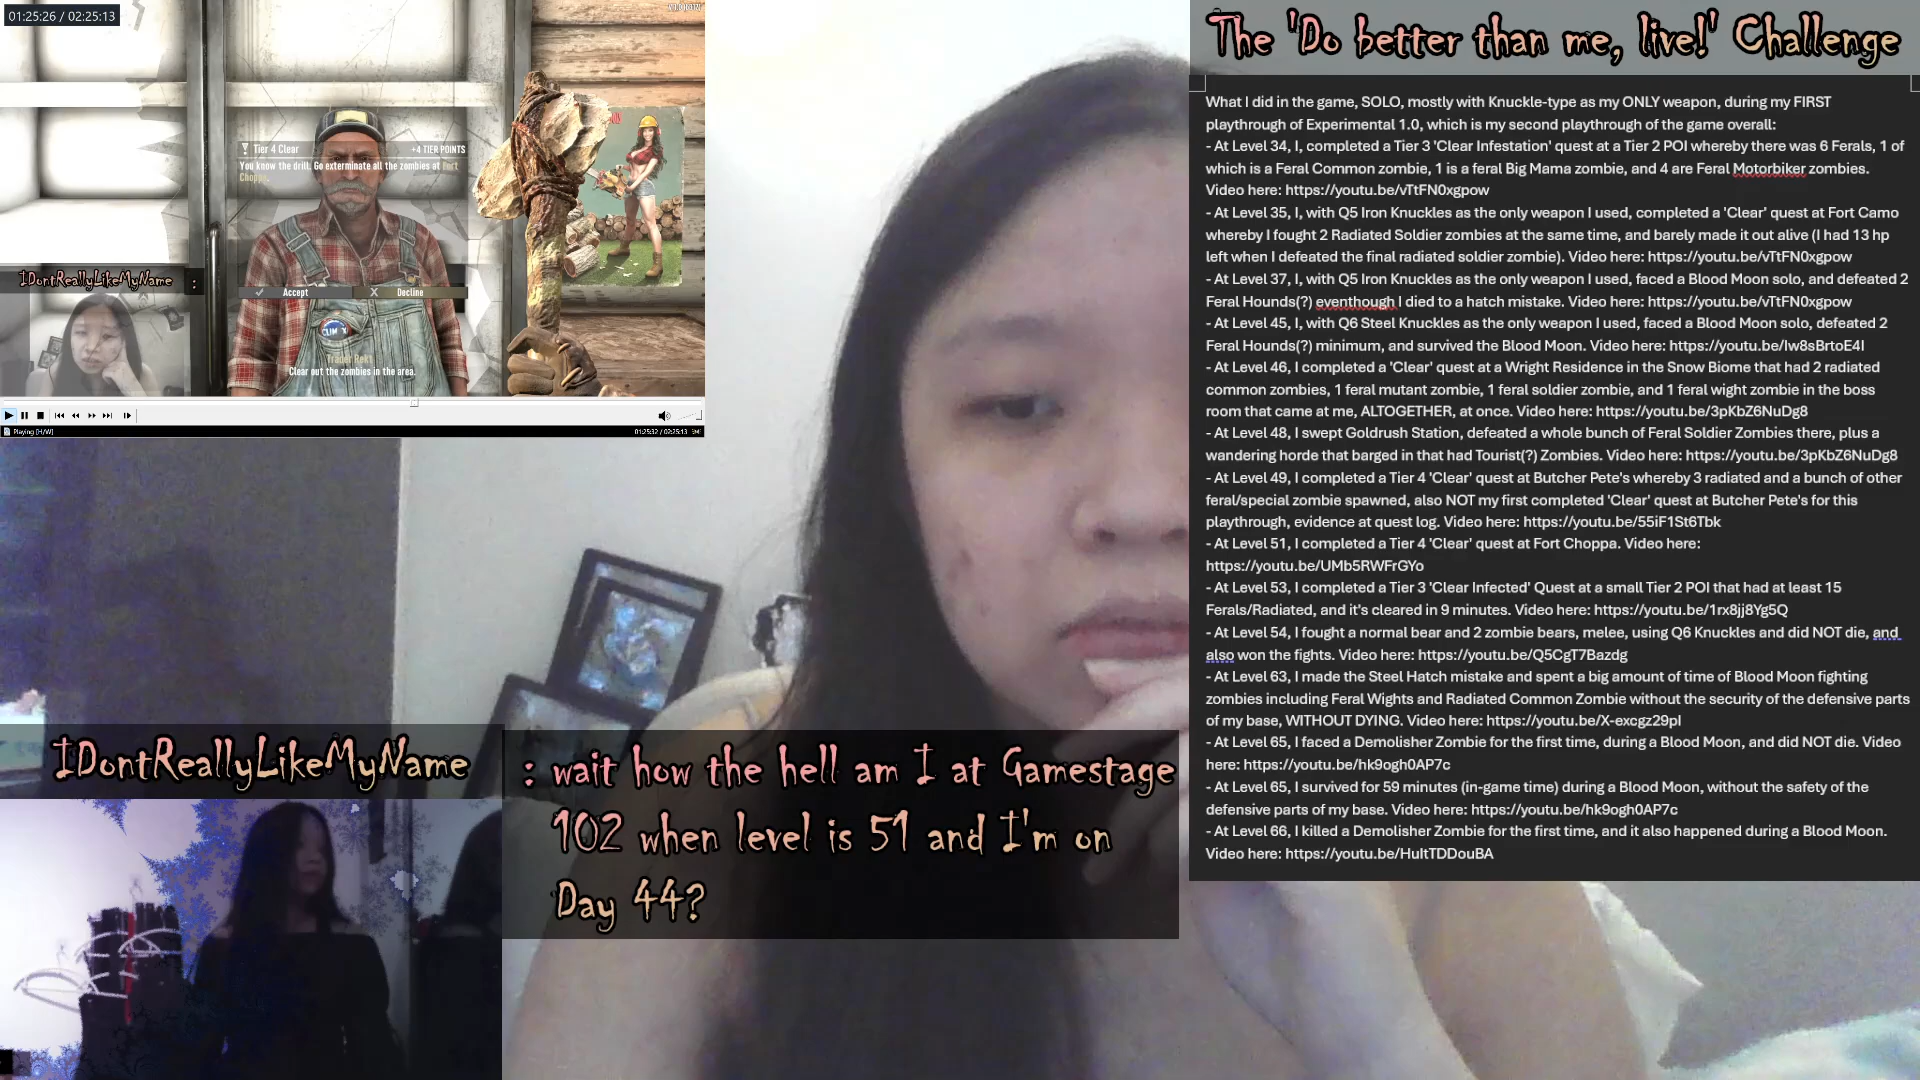 01:25:26 / 02:25:13
Tier 4 Clear
+4 TIER POINTS
You know the drill. Go exterminate all the zombies at Fort
Choppa.
Accept
Decline
Trader Rekt
Clear out the zombies in the area.
IDontReallyLikeMyName
:
Playing [H/W]
01:25:32 / 02:25:13
The 'Do better than me, live!' Challenge
What I did in the game, SOLO, mostly with Knuckle-type as my ONLY weapon, during my FIRST
playthrough of Experimental 1.0, which is my second playthrough of the game overall:
- At Level 34, I, completed a Tier 3 'Clear Infestation' quest at a Tier 2 POI whereby there was 6 Ferals, 1 of
which is a Feral Common zombie, 1 is a feral Big Mama zombie, and 4 are Feral Motorbiker zombies.
Video here: https://youtu.be/vTtFN0xgpow
- At Level 35, I, with Q5 Iron Knuckles as the only weapon I used, completed a 'Clear' quest at Fort Camo
whereby I fought 2 Radiated Soldier zombies at the same time, and barely made it out alive (I had 13 hp
left when I defeated the final radiated soldier zombie). Video here: https://youtu.be/vTtFN0xgpow
- At Level 37, I, with Q5 Iron Knuckles as the only weapon I used, faced a Blood Moon solo, and defeated 2
Feral Hounds(?) eventhough I died to a hatch mistake. Video here: https://youtu.be/vTtFN0xgpow
- At Level 45, I, with Q6 Steel Knuckles as the only weapon I used, faced a Blood Moon solo, defeated 2
Feral Hounds(?) minimum, and survived the Blood Moon. Video here: https://youtu.be/Iw8sBrtoE4I
- At Level 46, I completed a 'Clear' quest at a Wright Residence in the Snow Biome that had 2 radiated
common zombies, 1 feral mutant zombie, 1 feral soldier zombie, and 1 feral wight zombie in the boss
room that came at me, ALTOGETHER, at once. Video here: https://youtu.be/3pKbZ6NuDg8
- At Level 48, I swept Goldrush Station, defeated a whole bunch of Feral Soldier Zombies there, plus a
wandering horde that barged in that had Tourist(?) Zombies. Video here: https://youtu.be/3pKbZ6NuDg8
- At Level 49, I completed a Tier 4 'Clear' quest at Butcher Pete's whereby 3 radiated and a bunch of other
feral/special zombie spawned, also NOT my first completed 'Clear' quest at Butcher Pete's for this
playthrough, evidence at quest log. Video here: https://youtu.be/55iF1St6Tbk
- At Level 51, I completed a Tier 4 'Clear' quest at Fort Choppa. Video here:
https://youtu.be/UMb5RWFrGYo
- At Level 53, I completed a Tier 3 'Clear Infected' Quest at a small Tier 2 POI that had at least 15
Ferals/Radiated, and it's cleared in 9 minutes. Video here: https://youtu.be/1rx8jj8Yg5Q
- At Level 54, I fought a normal bear and 2 zombie bears, melee, using Q6 Knuckles and did NOT die, and
also won the fights. Video here: https://youtu.be/Q5CgT7Bazdg
- At Level 63, I made the Steel Hatch mistake and spent a big amount of time of Blood Moon fighting
zombies including Feral Wights and Radiated Common Zombie without the security of the defensive parts
of my base, WITHOUT DYING. Video here: https://youtu.be/X-excgz29pI
- At Level 65, I faced a Demolisher Zombie for the first time, during a Blood Moon, and did NOT die. Video
here: https://youtu.be/hk9ogh0AP7c
- At Level 65, I survived for 59 minutes (in-game time) during a Blood Moon, without the safety of the
defensive parts of my base. Video here: https://youtu.be/hk9ogh0AP7c
- At Level 66, I killed a Demolisher Zombie for the first time, and it also happened during a Blood Moon.
Video here: https://youtu.be/HuItTDDouBA
IDontReallyLikeMyName
: wait how the hell am I at Gamestage
102 when level is 51 and I'm on
Day 44?